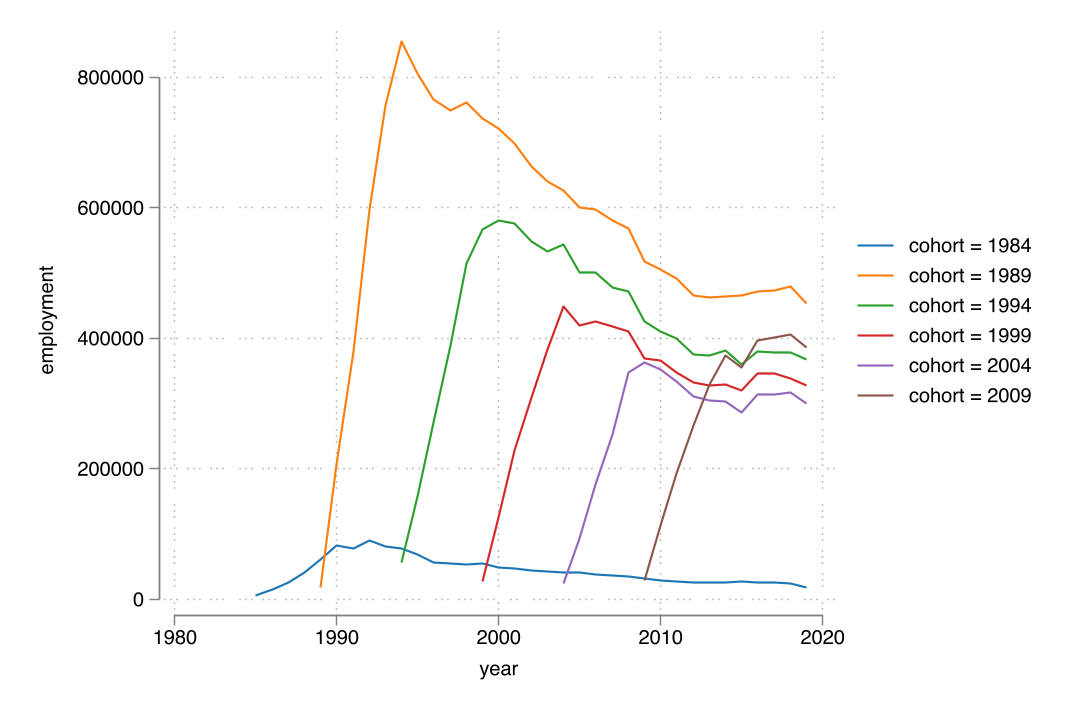 800000
600000
400000
200000
0
employment
1980
1990
2000
2010
2020
year
cohort = 1984
cohort = 1989
cohort = 1994
cohort = 1999
cohort = 2004
cohort = 2009